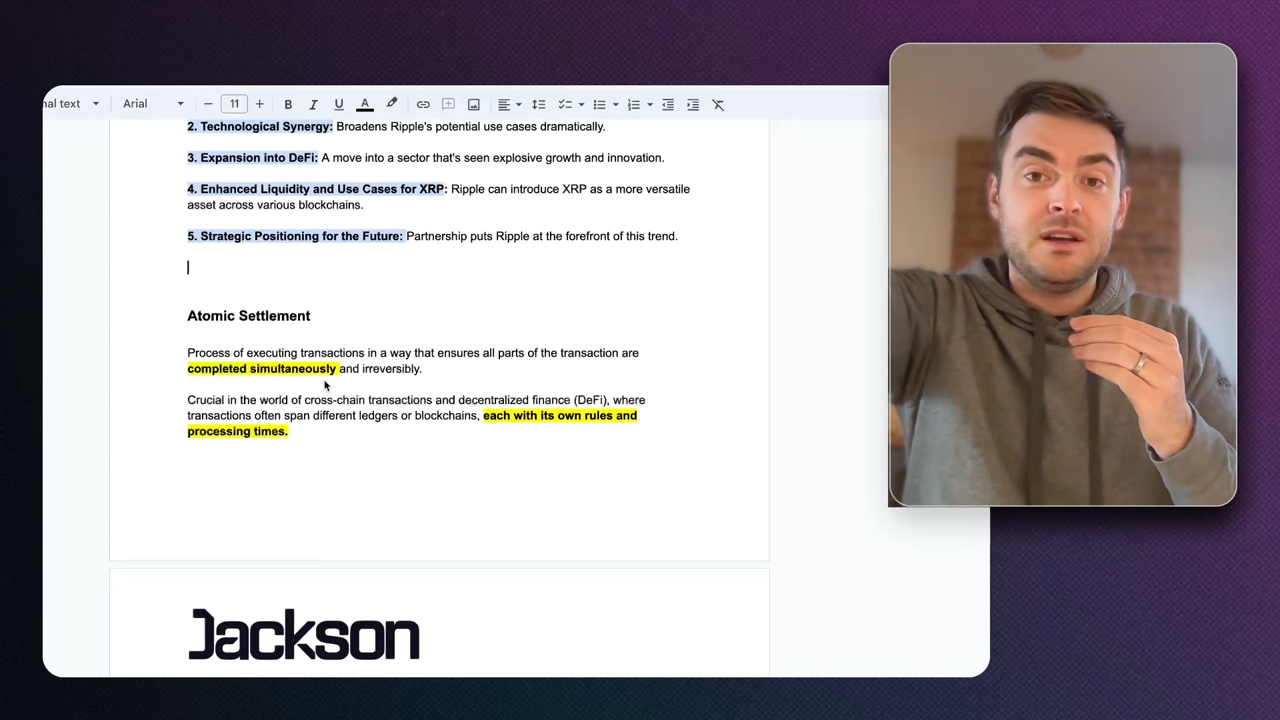 nal text
Arial
11
B I U A
2. Technological Synergy: Broadens Ripple's potential use cases dramatically.
3. Expansion into DeFi: A move into a sector that's seen explosive growth and innovation.
4. Enhanced Liquidity and Use Cases for XRP: Ripple can introduce XRP as a more versatile
asset across various blockchains.
5. Strategic Positioning for the Future: Partnership puts Ripple at the forefront of this trend.
Atomic Settlement
Process of executing transactions in a way that ensures all parts of the transaction are
completed simultaneously and irreversibly.
Crucial in the world of cross-chain transactions and decentralized finance (DeFi), where
transactions often span different ledgers or blockchains, each with its own rules and
processing times.
Jackson